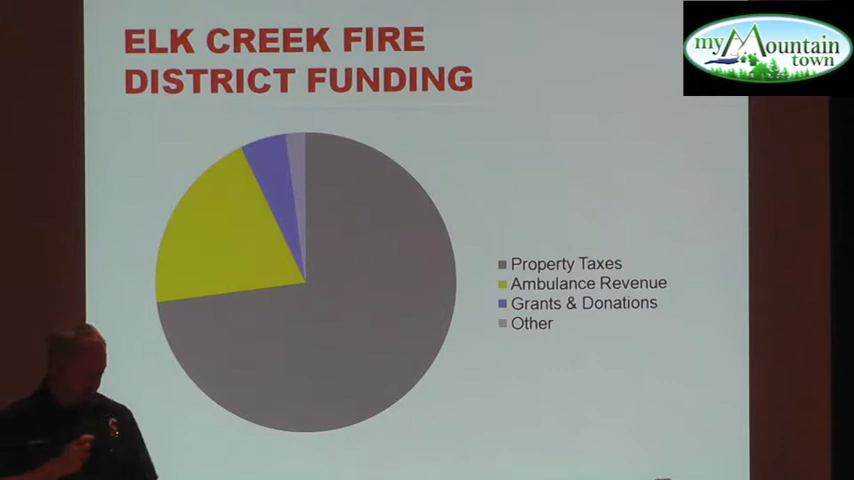 ELK CREEK FIRE
DISTRICT FUNDING
my Mountain
town
Property Taxes
Ambulance Revenue
Grants & Donations
Other